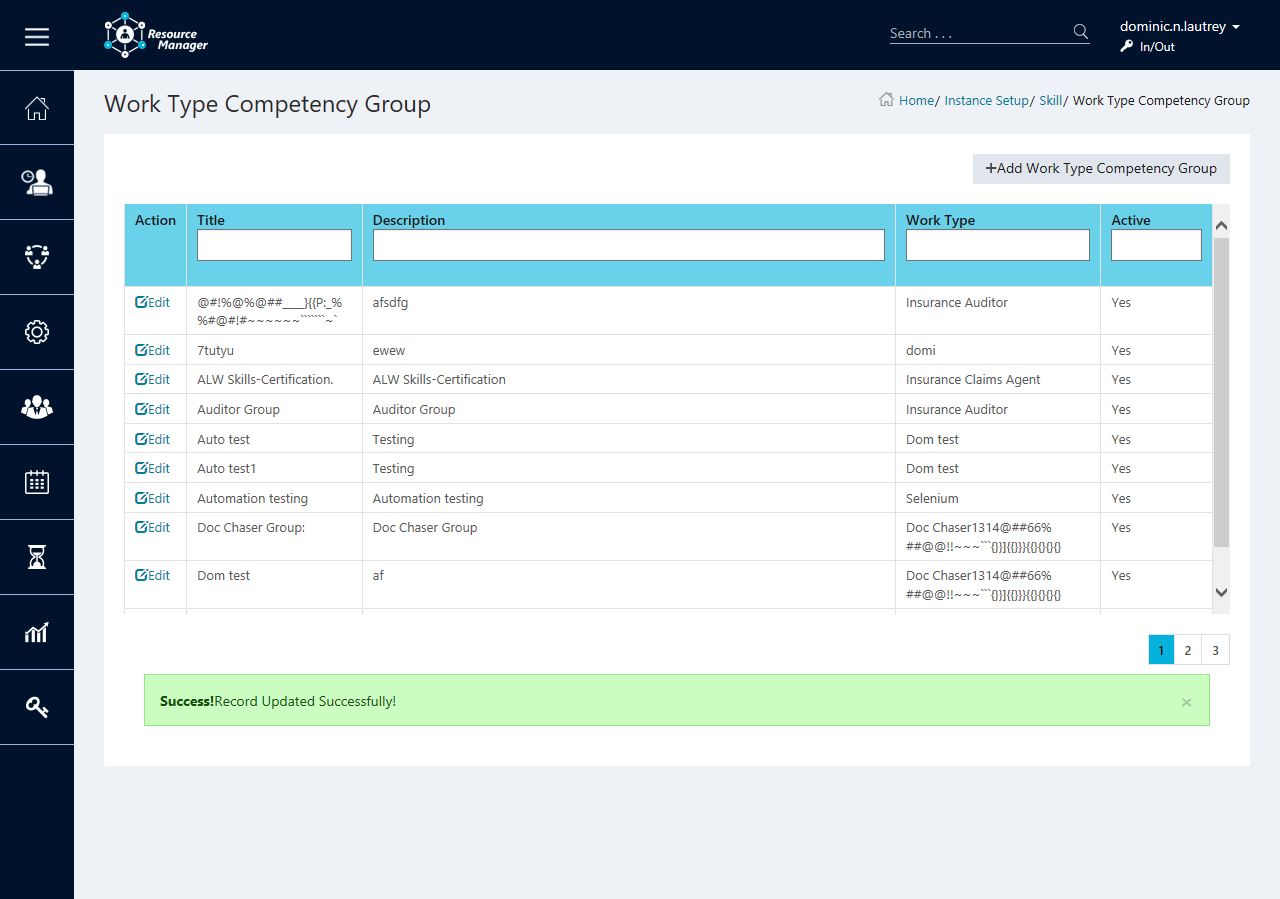 Resource
Manager
Search . . .
dominic.n.lautrey
In/Out
Work Type Competency Group
Home/ Instance Setup/ Skill/ Work Type Competency Group
+Add Work Type Competency Group
Action Title Description Work Type Active
Edit @#!%@%@##____}{{P:_% afsdfg Insurance Auditor Yes
%#@#!#~~~~~~```````~`
Edit 7tutyu ewew domi Yes
Edit ALW Skills-Certification. ALW Skills-Certification Insurance Claims Agent Yes
Edit Auditor Group Auditor Group Insurance Auditor Yes
Edit Auto test Testing Dom test Yes
Edit Auto test1 Testing Dom test Yes
Edit Automation testing Automation testing Selenium Yes
Edit Doc Chaser Group: Doc Chaser Group Doc Chaser1314@##66% Yes
##@@!!~~~```{}}]{{}}}{{}{}{}{}
Edit Dom test af Doc Chaser1314@##66% Yes
##@@!!~~~```{}}]{{}}}{{}{}{}{}
1 2 3
Success!Record Updated Successfully! ×